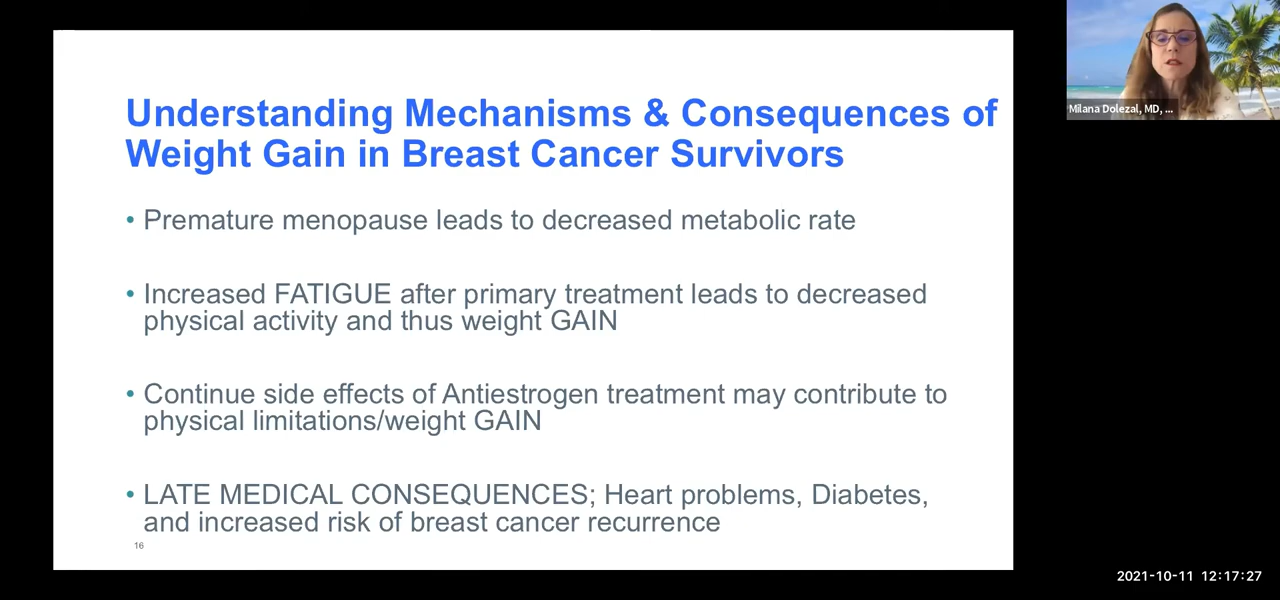 Understanding Mechanisms & Consequences of
Weight Gain in Breast Cancer Survivors
• Premature menopause leads to decreased metabolic rate
• Increased FATIGUE after primary treatment leads to decreased
physical activity and thus weight GAIN
• Continue side effects of Antiestrogen treatment may contribute to
physical limitations/weight GAIN
• LATE MEDICAL CONSEQUENCES; Heart problems, Diabetes,
and increased risk of breast cancer recurrence
16
Milana Dolezal, MD, ...
2021-10-11 12:17:27